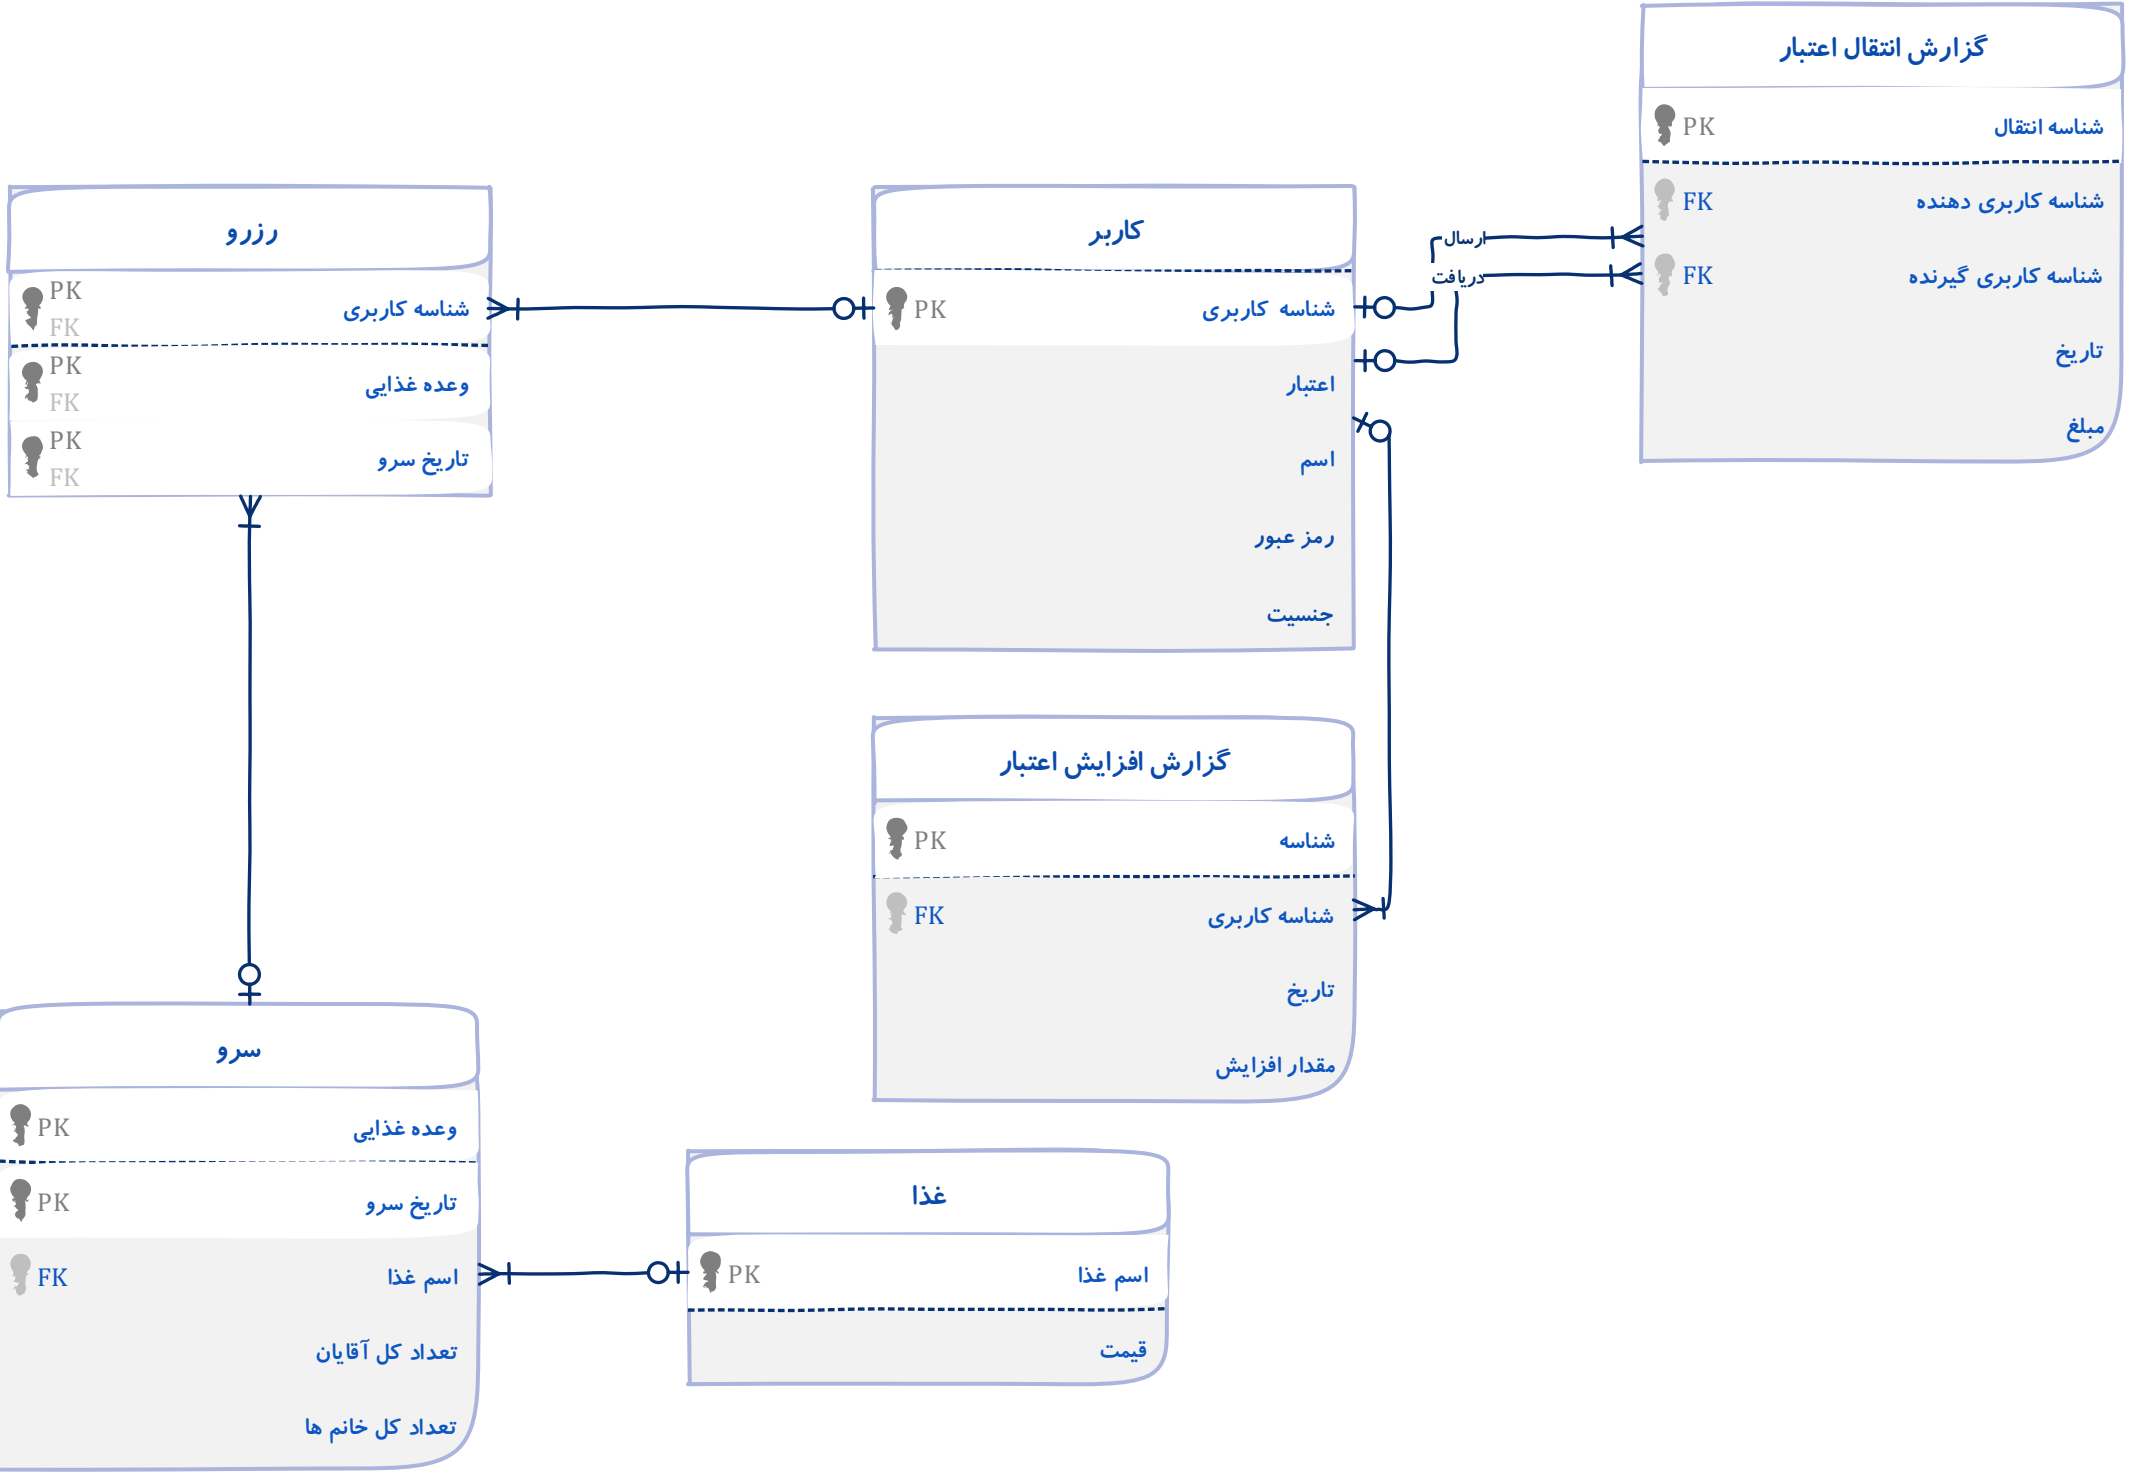 گزارش انتقال اعتبار
شناسه انتقال PK
شناسه کاربری دهنده FK
شناسه کاربری گیرنده FK
تاریخ
مبلغ
ارسال
دریافت
کاربر
شناسه کاربری PK
اعتبار
اسم
رمز عبور
جنسیت
رزرو
شناسه کاربری PK
FK
وعده غذایی PK
FK
تاریخ سرو PK
FK
گزارش افزایش اعتبار
شناسه PK
شناسه کاربری FK
تاریخ
مقدار افزایش
سرو
وعده غذایی PK
تاریخ سرو PK
اسم غذا FK
تعداد کل آقایان
تعداد کل خانم ها
غذا
اسم غذا PK
قیمت